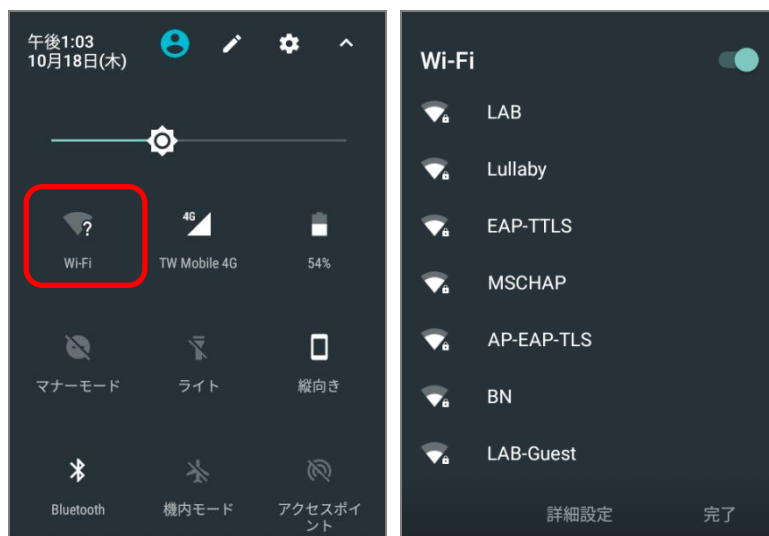 午後1:03
10月18日(木)
?
Wi-Fi
4G
TW Mobile 4G
54%
マナーモード
ライト
縦向き
Bluetooth
機内モード
アクセスポイ
ント
Wi-Fi
LAB
Lullaby
EAP-TTLS
MSCHAP
AP-EAP-TLS
BN
LAB-Guest
詳細設定
完了